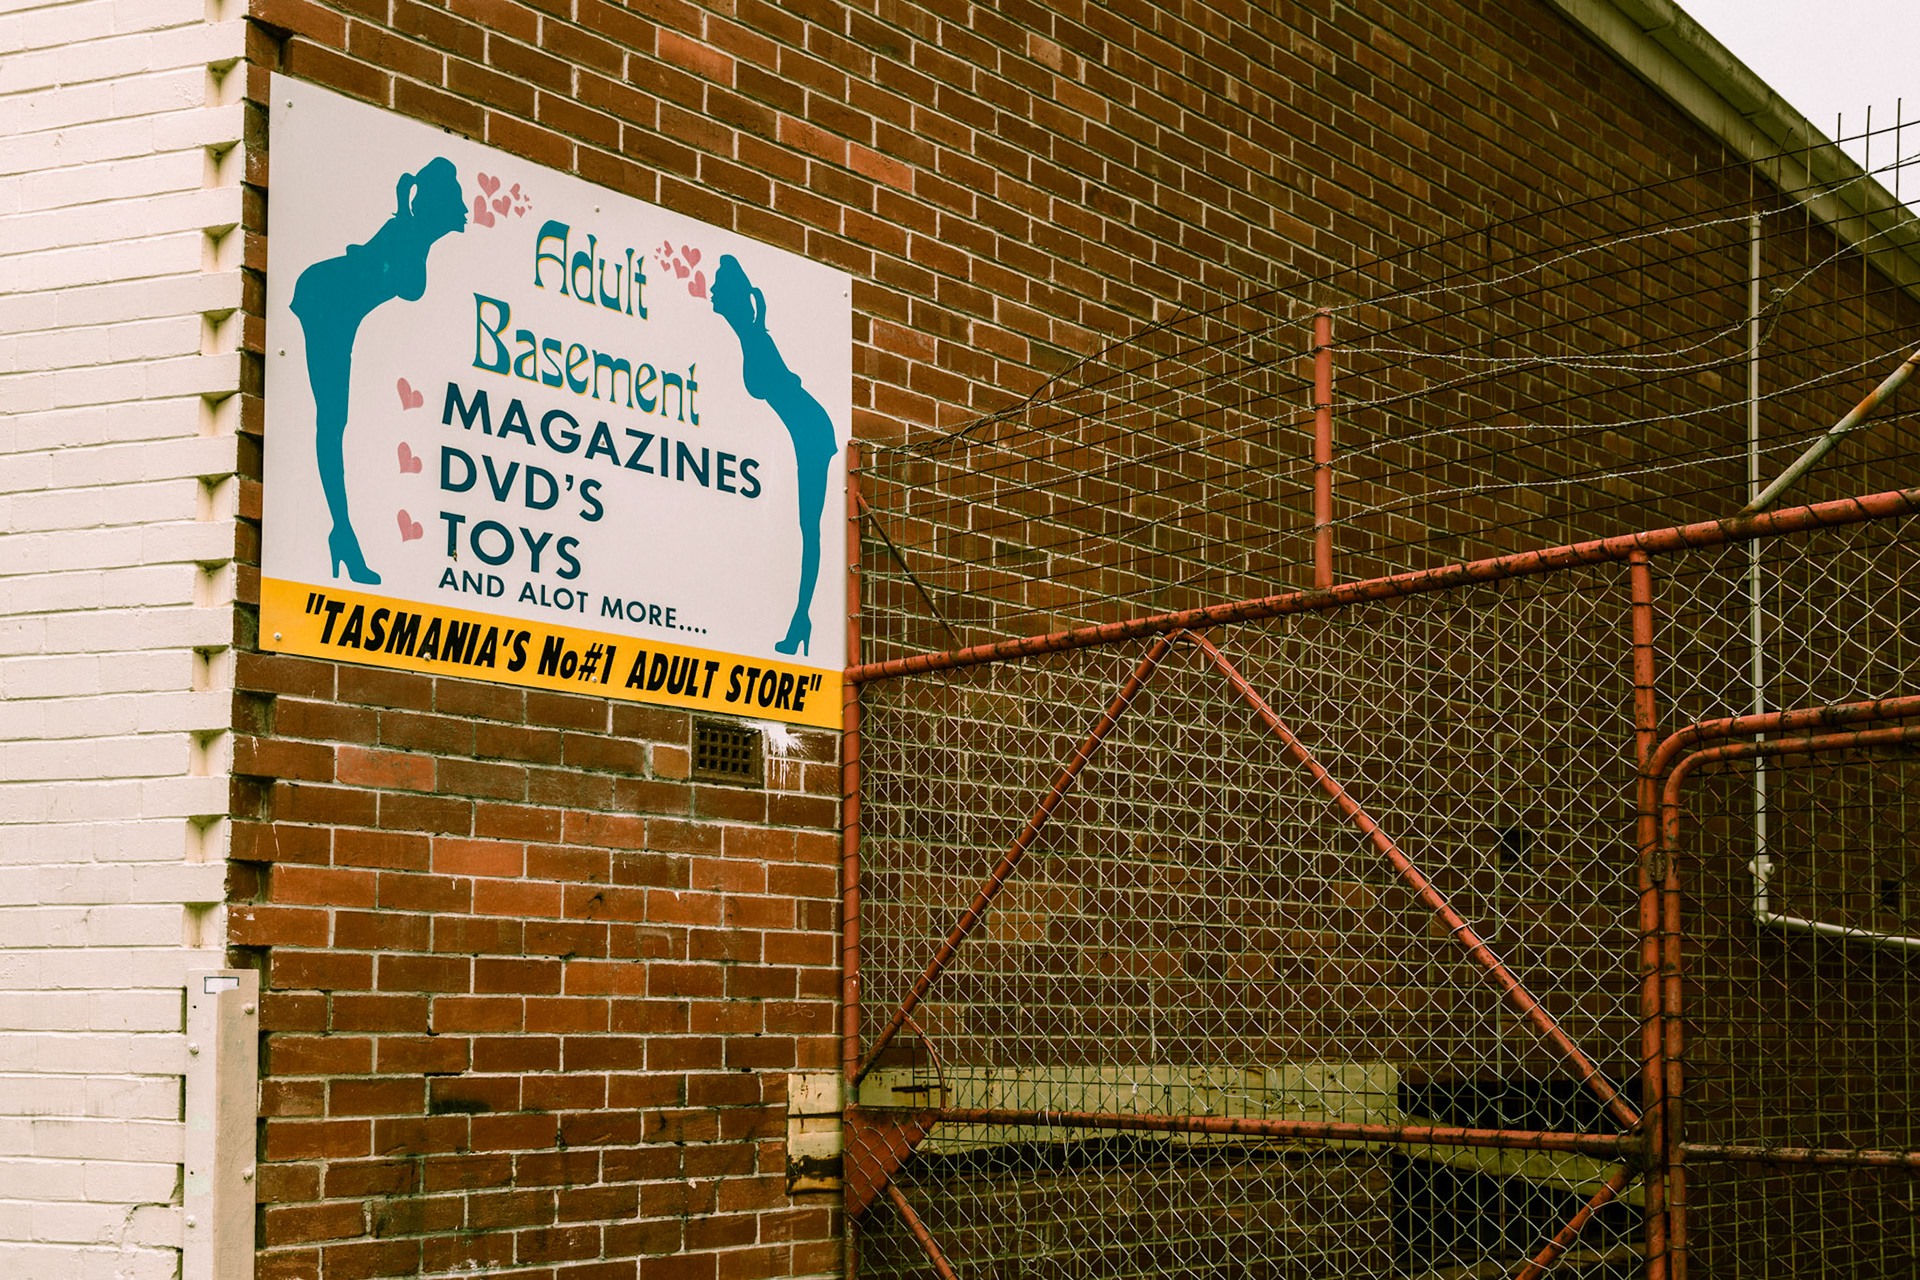 Adult
Basement
MAGAZINES
DVD'S
TOYS
AND ALOT MORE....
"TASMANIA'S No#1 ADULT STORE"